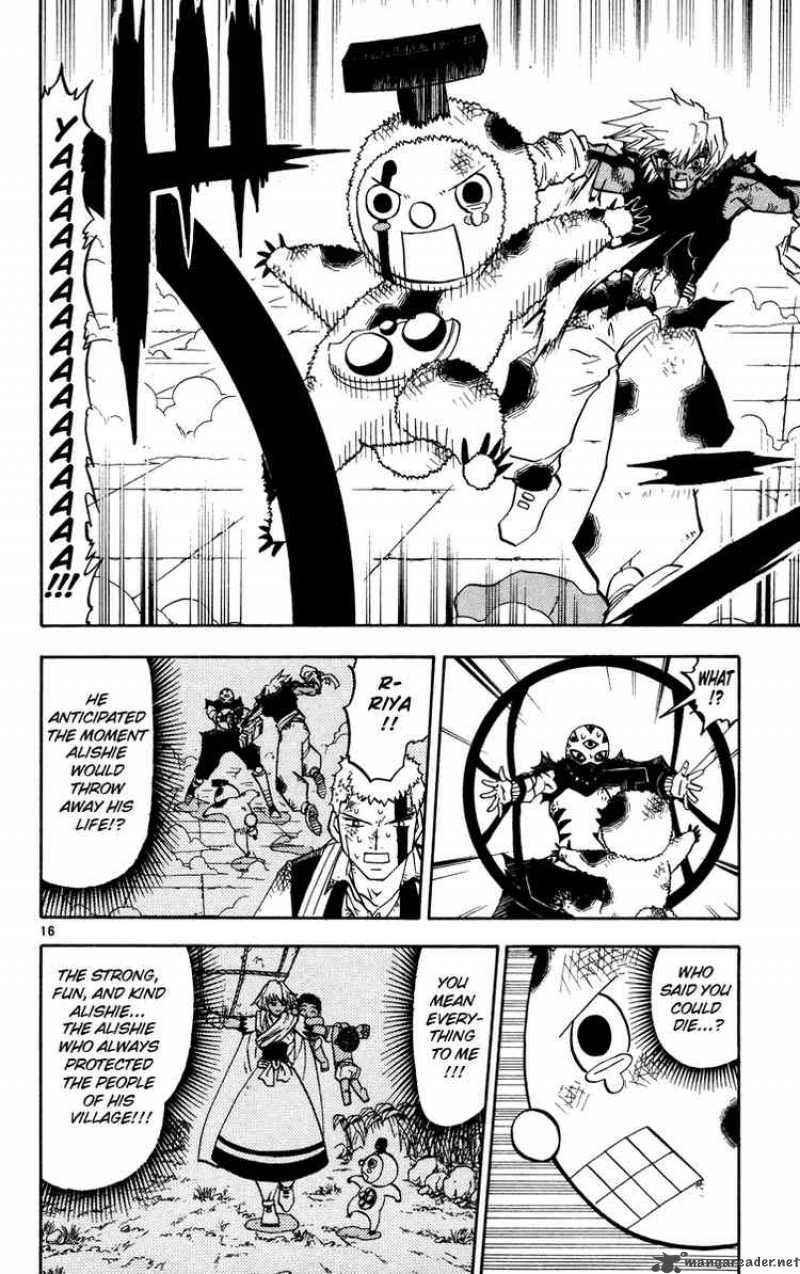 YAAAAAAAAAAAAAAAAAAA!!!
WHAT
!?
R-
RIYA
!!
HE
ANTICIPATED
THE MOMENT
ALISHIE
WOULD
THROW
AWAY HIS
LIFE!?
16
WHO
SAID YOU
COULD
DIE...?
YOU
MEAN
EVERY-
THING
TO ME
!!!
THE STRONG,
FUN, AND KIND
ALISHIE...
THE ALISHIE
WHO ALWAYS
PROTECTED
THE PEOPLE
OF HIS
VILLAGE!!!
mangareader.net